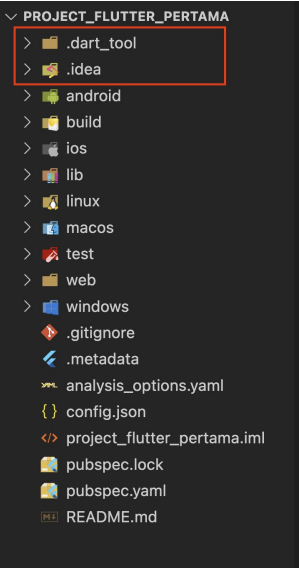 PROJECT_FLUTTER_PERTAMA
.dart_tool
.idea
android
build
ios
lib
linux
macos
test
web
windows
.gitignore
.metadata
analysis_options.yaml
config.json
project_flutter_pertama.iml
pubspec.lock
pubspec.yaml
README.md